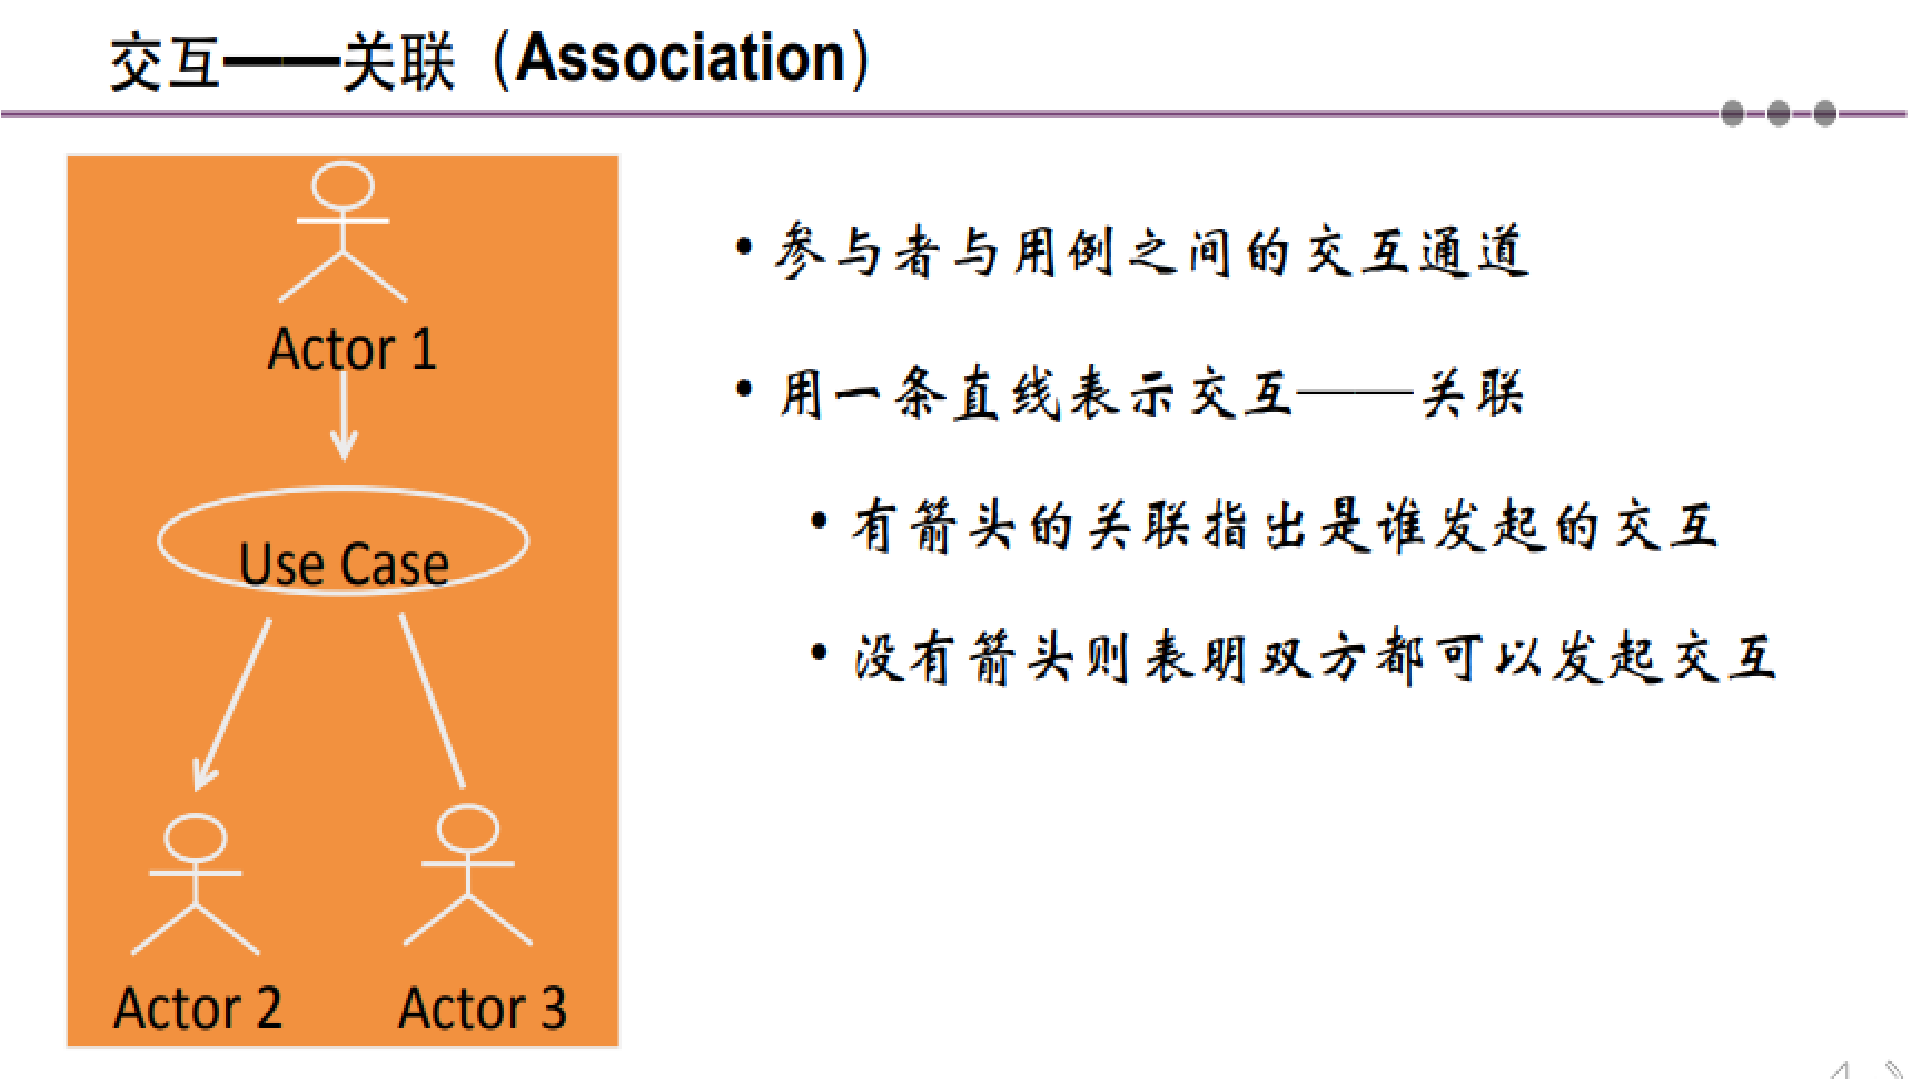 交互——关联（Association）
Actor 1
Use Case
Actor 2
Actor 3
• 参与者与用例之间的交互通道
• 用一条直线表示交互——关联
• 有箭头的关联指出是谁发起的交互
• 没有箭头则表明双方都可以发起交互